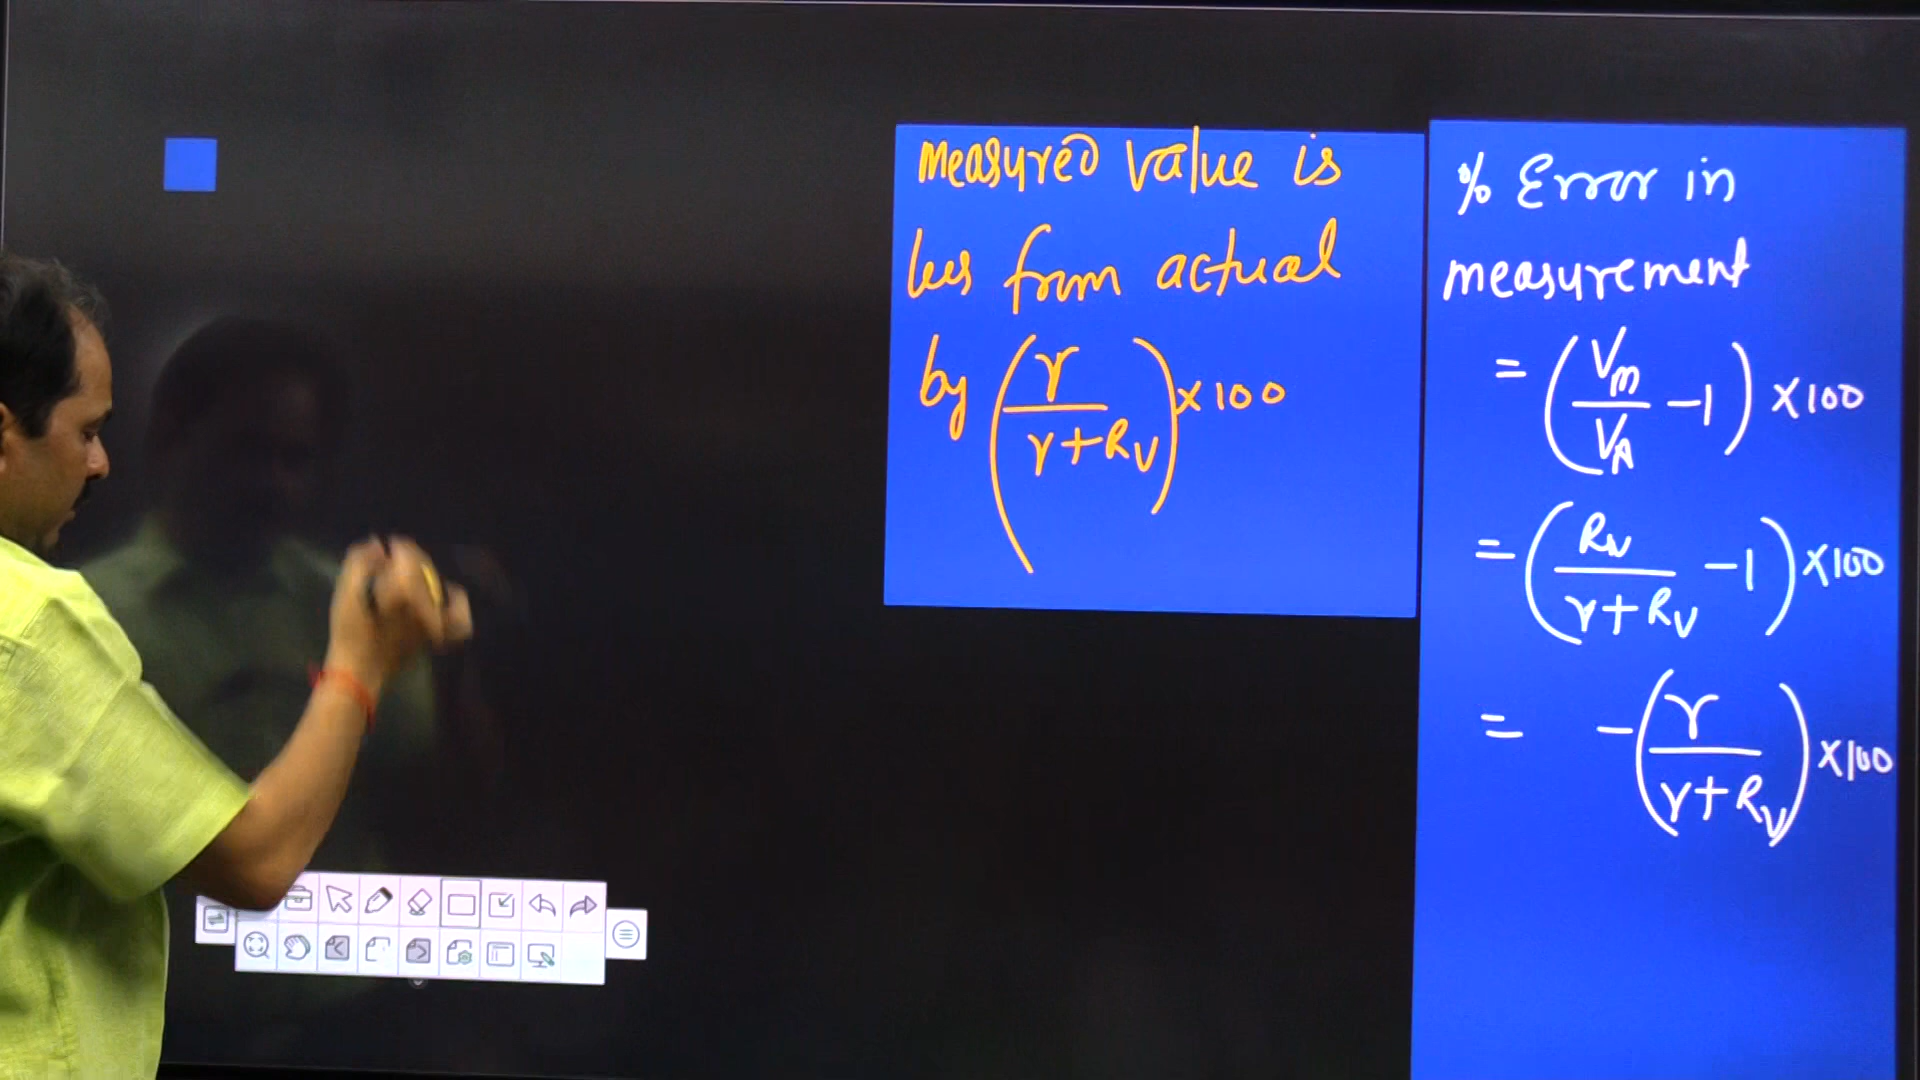 Measured value is
less from actual
by (r/(r+Rv)) ×100
% Error in
measurement
= (Vm/VA −1) ×100
= (Rv/(r+Rv) −1) ×100
= −(r/(r+Rv)) ×100